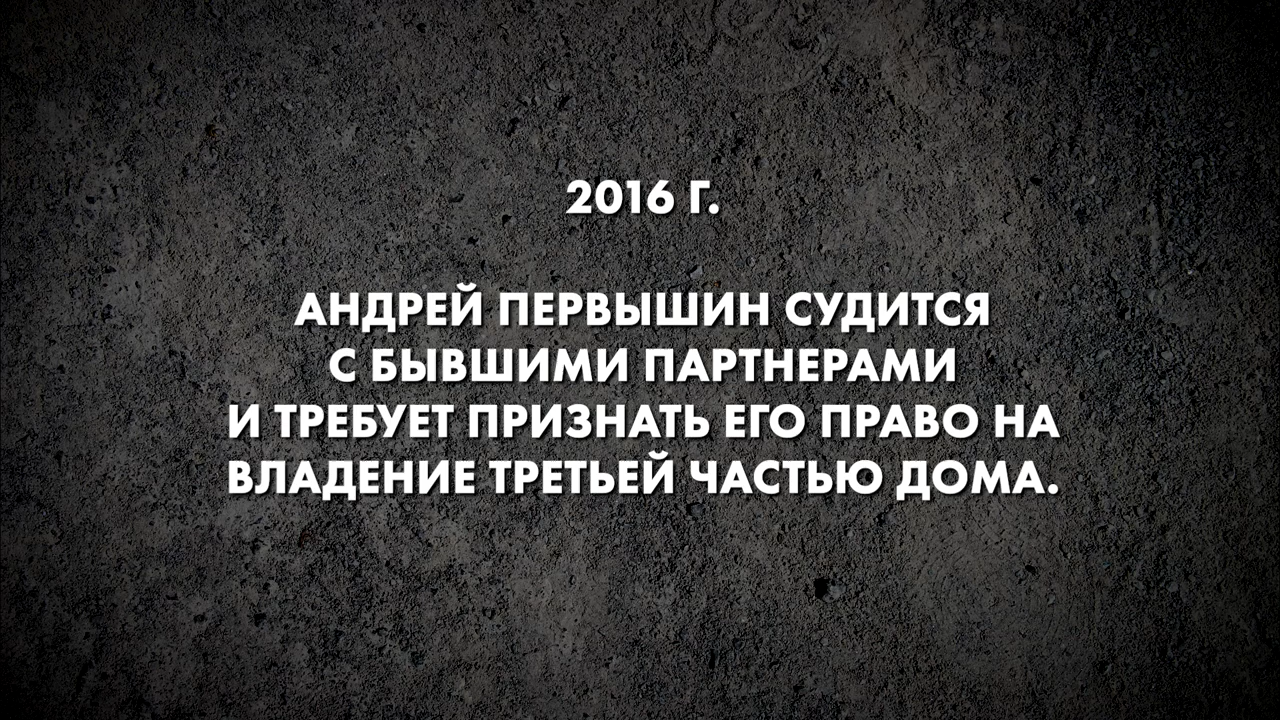 2016 Г.
АНДРЕЙ ПЕРВЫШИН СУДИТСЯ
С БЫВШИМИ ПАРТНЕРАМИ
И ТРЕБУЕТ ПРИЗНАТЬ ЕГО ПРАВО НА
ВЛАДЕНИЕ ТРЕТЬЕЙ ЧАСТЬЮ ДОМА.